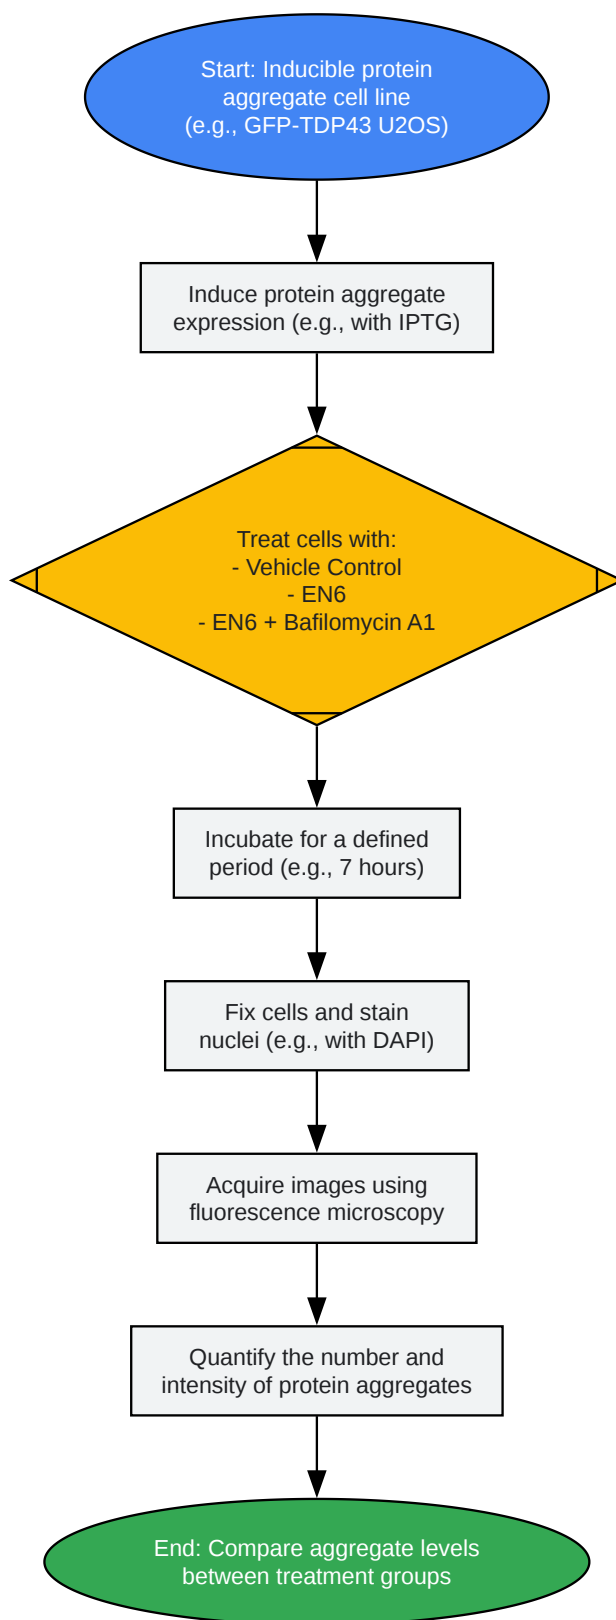 Start: Inducible protein
aggregate cell line
(e.g., GFP-TDP43 U2OS)
Induce protein aggregate
expression (e.g., with IPTG)
Treat cells with:
- Vehicle Control
- EN6
- EN6 + Bafilomycin A1
Incubate for a defined
period (e.g., 7 hours)
Fix cells and stain
nuclei (e.g., with DAPI)
Acquire images using
fluorescence microscopy
Quantify the number and
intensity of protein aggregates
End: Compare aggregate levels
between treatment groups